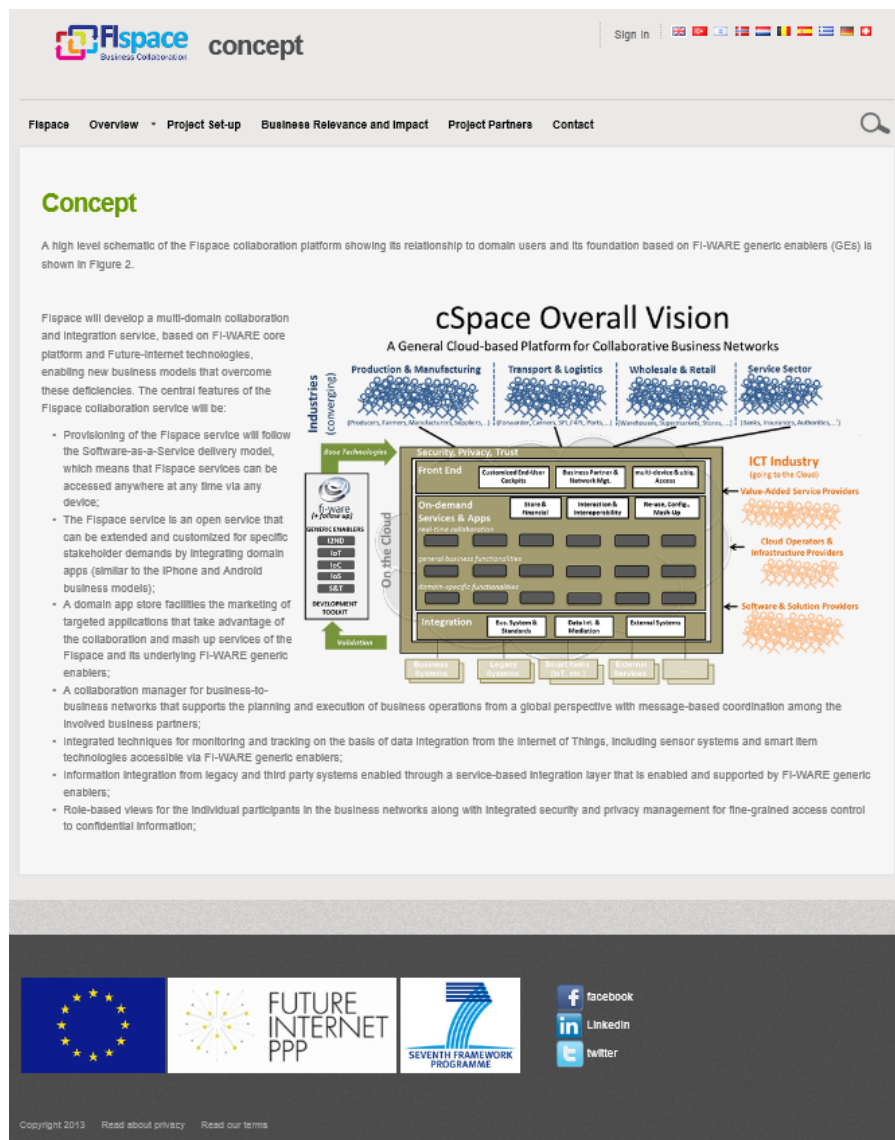 FIspace
Business Collaboration
concept
Sign in
FIspace Overview Project Set-up Business Relevance and Impact Project Partners Contact
Concept
A high level schematic of the FIspace collaboration platform showing its relationship to domain users and its foundation based on FI-WARE generic enablers (GEs) is
shown in Figure 2.
FIspace will develop a multi-domain collaboration
and integration service, based on FI-WARE core
platform and Future-Internet technologies,
enabling new business models that overcome
these deficiencies. The central features of the
FIspace collaboration service will be:
• Provisioning of the FIspace service will follow
the Software-as-a-Service delivery model,
which means that FIspace services can be
accessed anywhere at any time via any
device;
• The FIspace service is an open service that
can be extended and customized for specific
stakeholder demands by integrating domain
apps (similar to the iPhone and Android
business models);
• A domain app store facilities the marketing of
targeted applications that take advantage of
the collaboration and mash up services of the
FIspace and its underlying FI-WARE generic
enablers;
• A collaboration manager for business-to-
business networks that supports the planning and execution of business operations from a global perspective with message-based coordination among the
involved business partners;
• Integrated techniques for monitoring and tracking on the basis of data integration from the Internet of Things, including sensor systems and smart item
technologies accessible via FI-WARE generic enablers;
• Information integration from legacy and third party systems enabled through a service-based integration layer that is enabled and supported by FI-WARE generic
enablers;
• Role-based views for the individual participants in the business networks along with integrated security and privacy management for fine-grained access control
to confidential information;
cSpace Overall Vision
A General Cloud-based Platform for Collaborative Business Networks
Industries
(converging)
Production & Manufacturing
(Producers, Farmers, Manufacturers, Suppliers, ...)
Transport & Logistics
(Forwarder, Carriers, 3PL / 4PL, Ports, ...)
Wholesale & Retail
(Warehouses, Supermarkets, Stores, ...)
Service Sector
(Banks, Insurances, Authorities, ...')
Base Technologies
fi-ware
(+ follow up)
GENERIC ENABLERS
I2ND
IoT
IoC
IoS
S&T
DEVELOPMENT
TOOLKIT
Validation
On the Cloud
Security, Privacy, Trust
Front End
Customized End-User
Cockpits
Business Partner &
Network Mgt.
multi-device & ubiq.
Access
On-demand
Services & Apps
Store &
Financial
Interaction &
Interoperability
Re-use, Config.,
Mash Up
real-time collaboration
general business functionalities
domain-specific functionalities
Integration
Bus. System &
Standards
Data Int. &
Mediation
External Systems
Business
Systems
Legacy
Systems
Smart Items
(IoT, etc.)
External
Services
ICT Industry
(going to the Cloud)
Value-Added Service Providers
Cloud Operators &
Infrastructure Providers
Software & Solution Providers
FUTURE
INTERNET
PPP
SEVENTH FRAMEWORK
PROGRAMME
facebook
LinkedIn
twitter
Copyright 2013 Read about privacy Read our terms